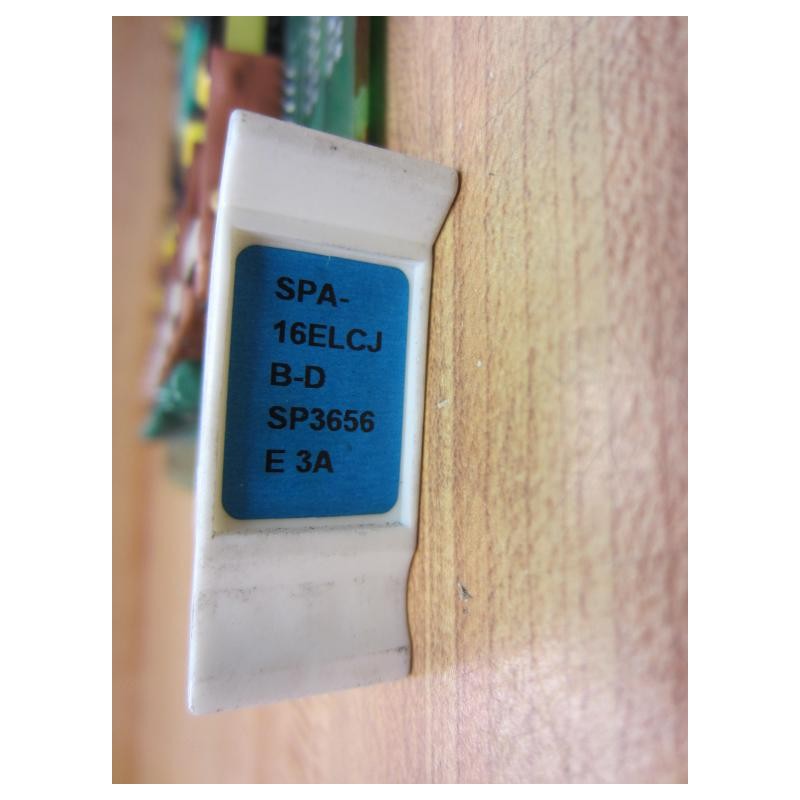 SPA-
16ELCJ
B-D
SP3656
E 3A